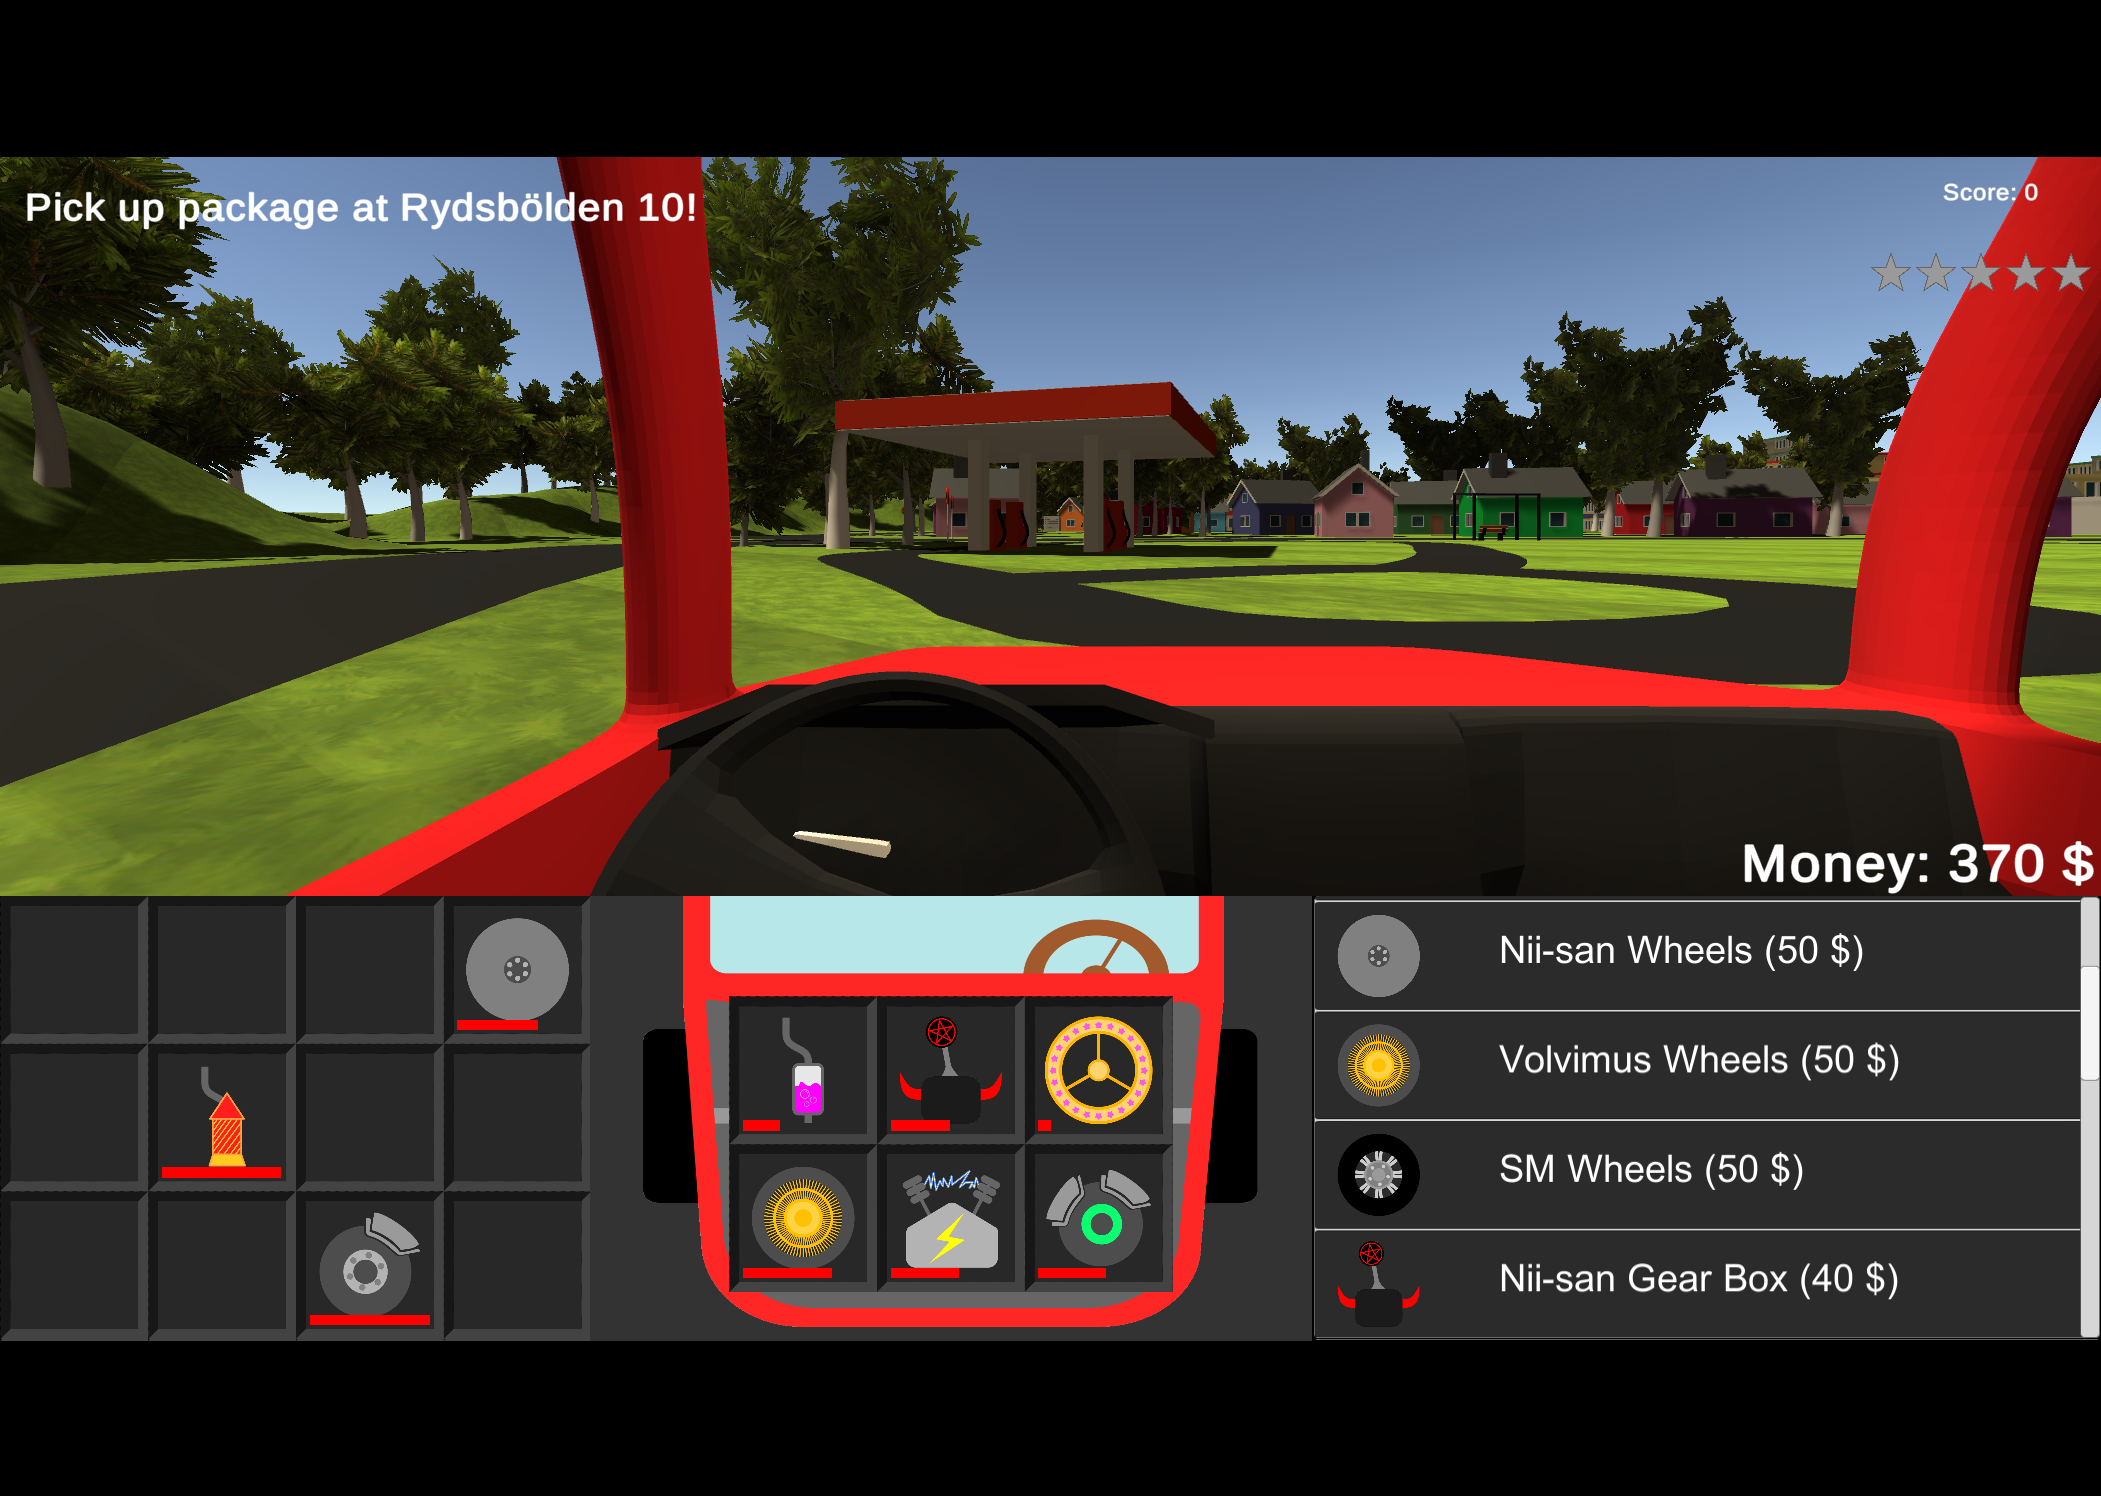 Pick up package at Rydsbölden 10!
Score: 0
Money: 370 $
Nii-san Wheels (50 $)
Volvimus Wheels (50 $)
SM Wheels (50 $)
Nii-san Gear Box (40 $)